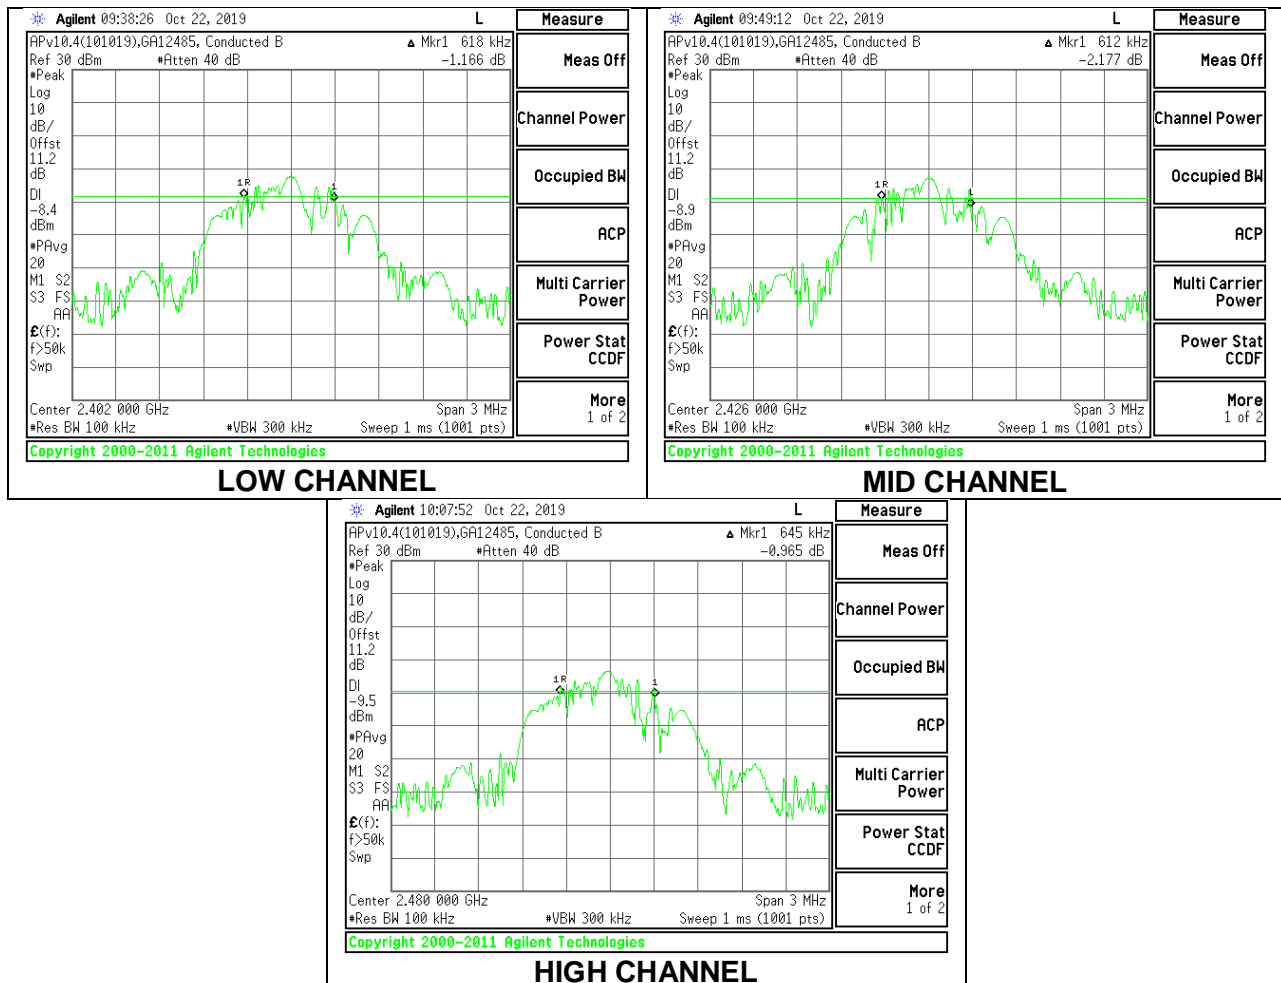 Agilent 09:38:26 Oct 22, 2019 L Measure
APv10.4(101019),GA12485, Conducted B Δ Mkr1 618 kHz
Ref 30 dBm #Atten 40 dB -1.166 dB
Meas Off
#Peak
Log
10
dB/
Offst
11.2
dB
DI
-8.4
dBm
#PAvg
20
M1 S2
S3 FS
AA
£(f):
f>50k
Swp
1R
1
Channel Power
Occupied BW
ACP
Multi Carrier
Power
Power Stat
CCDF
More
1 of 2
Center 2.402 000 GHz Span 3 MHz
#Res BW 100 kHz #VBW 300 kHz Sweep 1 ms (1001 pts)
Copyright 2000-2011 Agilent Technologies
LOW CHANNEL
Agilent 09:49:12 Oct 22, 2019 L Measure
APv10.4(101019),GA12485, Conducted B Δ Mkr1 612 kHz
Ref 30 dBm #Atten 40 dB -2.177 dB
Meas Off
#Peak
Log
10
dB/
Offst
11.2
dB
DI
-8.9
dBm
#PAvg
20
M1 S2
S3 FS
AA
£(f):
f>50k
Swp
1R
1
Channel Power
Occupied BW
ACP
Multi Carrier
Power
Power Stat
CCDF
More
1 of 2
Center 2.426 000 GHz Span 3 MHz
#Res BW 100 kHz #VBW 300 kHz Sweep 1 ms (1001 pts)
Copyright 2000-2011 Agilent Technologies
MID CHANNEL
Agilent 10:07:52 Oct 22, 2019 L Measure
APv10.4(101019),GA12485, Conducted B Δ Mkr1 645 kHz
Ref 30 dBm #Atten 40 dB -0.965 dB
Meas Off
#Peak
Log
10
dB/
Offst
11.2
dB
DI
-9.5
dBm
#PAvg
20
M1 S2
S3 FS
AA
£(f):
f>50k
Swp
1R
1
Channel Power
Occupied BW
ACP
Multi Carrier
Power
Power Stat
CCDF
More
1 of 2
Center 2.480 000 GHz Span 3 MHz
#Res BW 100 kHz #VBW 300 kHz Sweep 1 ms (1001 pts)
Copyright 2000-2011 Agilent Technologies
HIGH CHANNEL